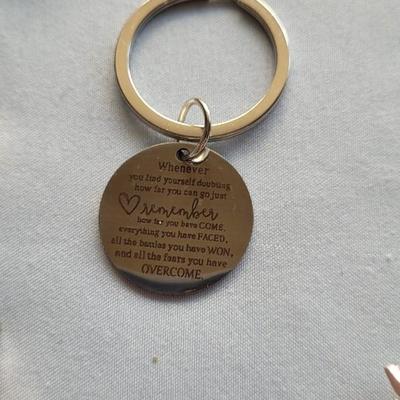 Whenever
you find yourself doubting
how far you can go just
remember
how far you have COME,
everything you have FACED,
all the battles you have WON,
and all the fears you have
OVERCOME.